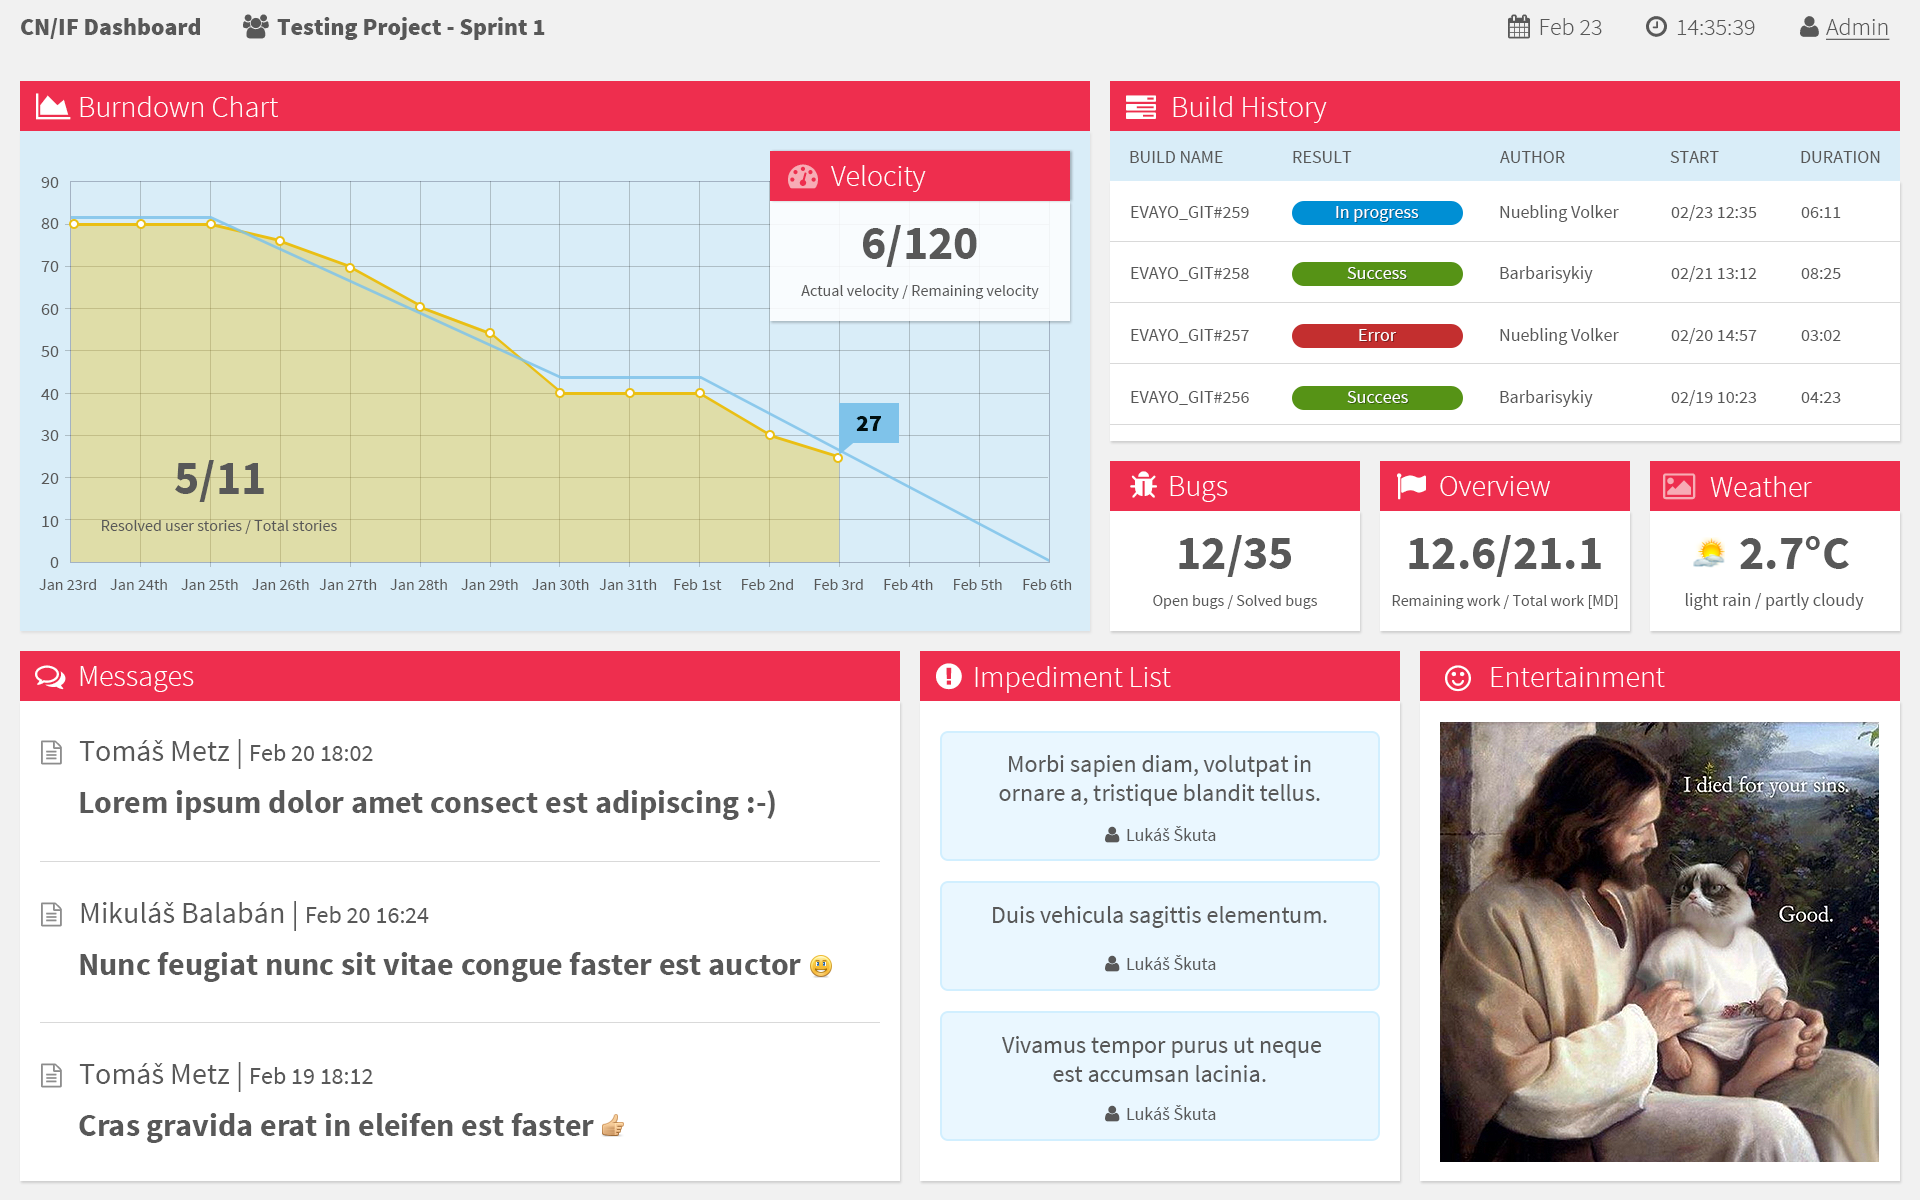 CN/IF Dashboard
Testing Project - Sprint 1
Feb 23
14:35:39
Admin
Burndown Chart
Velocity
6/120
Actual velocity / Remaining velocity
90
80
70
60
50
40
30
20
10
0
27
5/11
Resolved user stories / Total stories
Jan 23rd Jan 24th Jan 25th Jan 26th Jan 27th Jan 28th Jan 29th Jan 30th Jan 31th Feb 1st Feb 2nd Feb 3rd Feb 4th Feb 5th Feb 6th
Build History
BUILD NAME RESULT AUTHOR START DURATION
EVAYO_GIT#259 In progress Nuebling Volker 02/23 12:35 06:11
EVAYO_GIT#258 Success Barbarisykiy 02/21 13:12 08:25
EVAYO_GIT#257 Error Nuebling Volker 02/20 14:57 03:02
EVAYO_GIT#256 Succees Barbarisykiy 02/19 10:23 04:23
Bugs
12/35
Open bugs / Solved bugs
Overview
12.6/21.1
Remaining work / Total work [MD]
Weather
2.7°C
light rain / partly cloudy
Messages
Tomáš Metz | Feb 20 18:02
Lorem ipsum dolor amet consect est adipiscing :-)
Mikuláš Balabán | Feb 20 16:24
Nunc feugiat nunc sit vitae congue faster est auctor
Tomáš Metz | Feb 19 18:12
Cras gravida erat in eleifen est faster
Impediment List
Morbi sapien diam, volutpat in
ornare a, tristique blandit tellus.
Lukáš Škuta
Duis vehicula sagittis elementum.
Lukáš Škuta
Vivamus tempor purus ut neque
est accumsan lacinia.
Lukáš Škuta
Entertainment
I died for your sins.
Good.